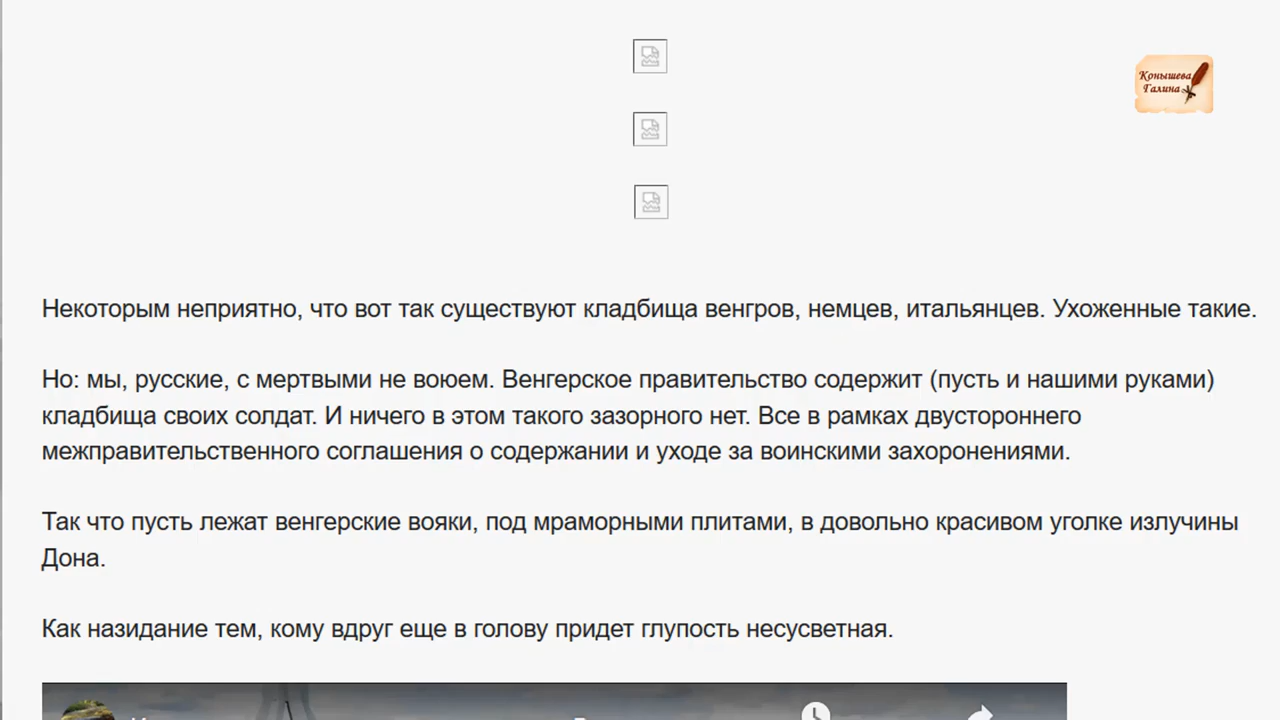 Конышева
Галина
Некоторым неприятно, что вот так существуют кладбища венгров, немцев, итальянцев. Ухоженные такие.
Но: мы, русские, с мертвыми не воюем. Венгерское правительство содержит (пусть и нашими руками)
кладбища своих солдат. И ничего в этом такого зазорного нет. Все в рамках двустороннего
межправительственного соглашения о содержании и уходе за воинскими захоронениями.
Так что пусть лежат венгерские вояки, под мраморными плитами, в довольно красивом уголке излучины
Дона.
Как назидание тем, кому вдруг еще в голову придет глупость несусветная.